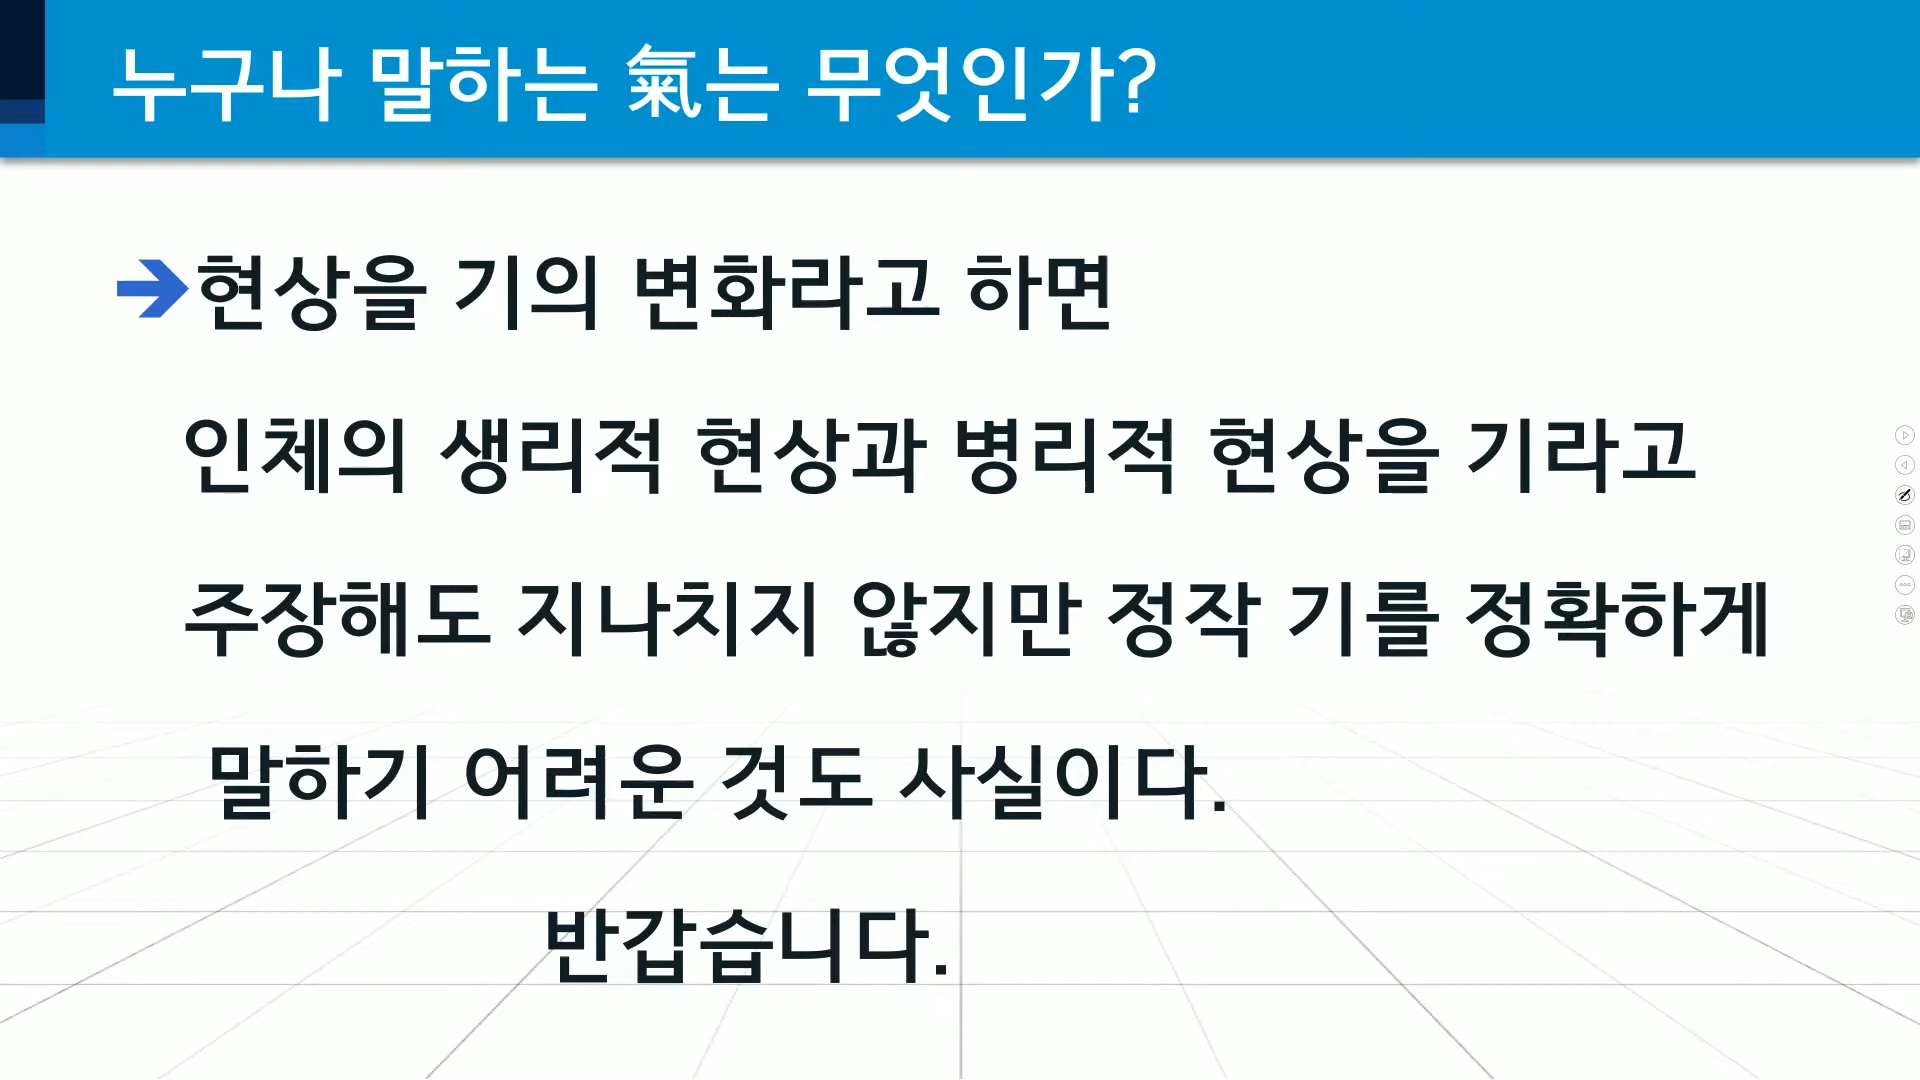 누구나 말하는 氣는 무엇인가?
➔현상을 기의 변화라고 하면
인체의 생리적 현상과 병리적 현상을 기라고
주장해도 지나치지 않지만 정작 기를 정확하게
말하기 어려운 것도 사실이다.
반갑습니다.